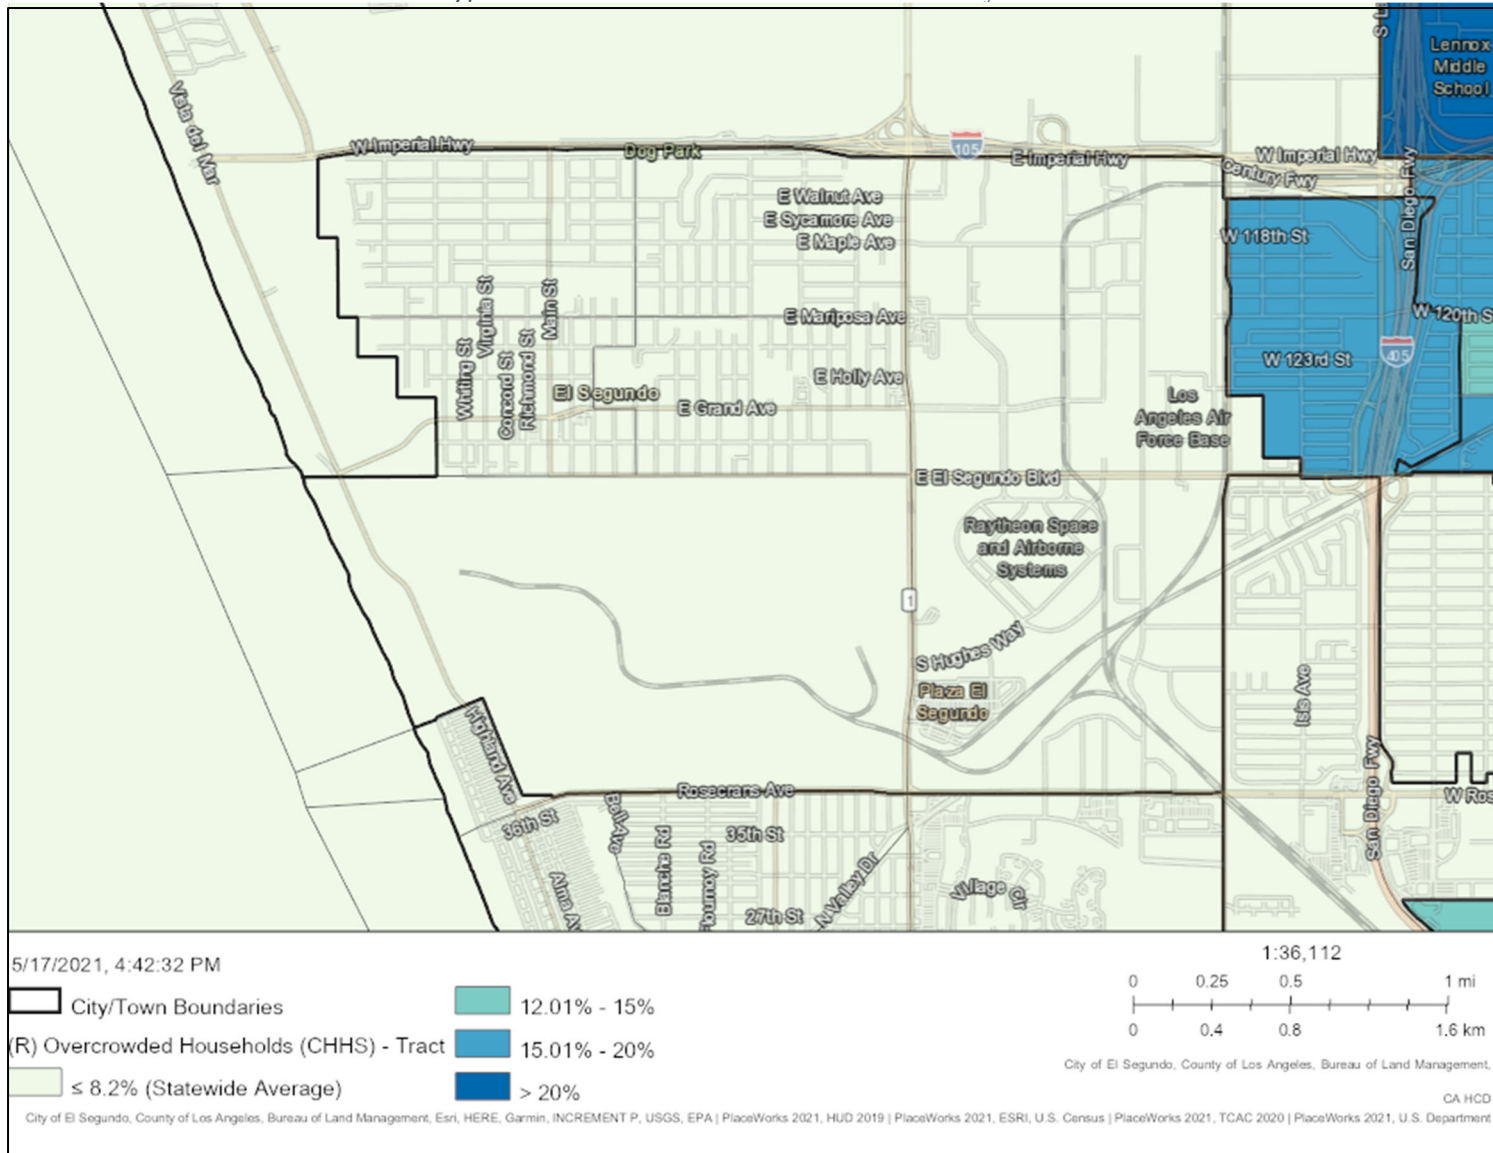 S L
Lennox
Middle
School
Vista del Mar
W Imperial Hwy
Dog Park
105
E Imperial Hwy
W Imperial Hwy
Century Fwy
San Diego Fwy
E Walnut Ave
E Sycamore Ave
E Maple Ave
W 118th St
Virginia St
Main St
E Mariposa Ave
W 120th S
Whiting St
Concord St
Richmond St
W 123rd St
405
E Holly Ave
El Segundo
E Grand Ave
Los
Angeles Air
Force Base
E El Segundo Blvd
Raytheon Space
and Airborne
Systems
1
S Hughes Way
Plaza El
Segundo
Isis Ave
Highland Ave
San Diego Fwy
Rosecrans Ave
W Ros
36th St
Bell Ave
Blanche Rd
Flournoy Rd
35th St
N Valley Dr
Village Cir
Alma Av
27th St
5/17/2021, 4:42:32 PM
City/Town Boundaries
(R) Overcrowded Households (CHHS) - Tract
≤ 8.2% (Statewide Average)
12.01% - 15%
15.01% - 20%
> 20%
1:36,112
0 0.25 0.5 1 mi
0 0.4 0.8 1.6 km
City of El Segundo, County of Los Angeles, Bureau of Land Management,
CA HCD
City of El Segundo, County of Los Angeles, Bureau of Land Management, Esri, HERE, Garmin, INCREMENT P, USGS, EPA | PlaceWorks 2021, HUD 2019 | PlaceWorks 2021, ESRI, U.S. Census | PlaceWorks 2021, TCAC 2020 | PlaceWorks 2021, U.S. Department